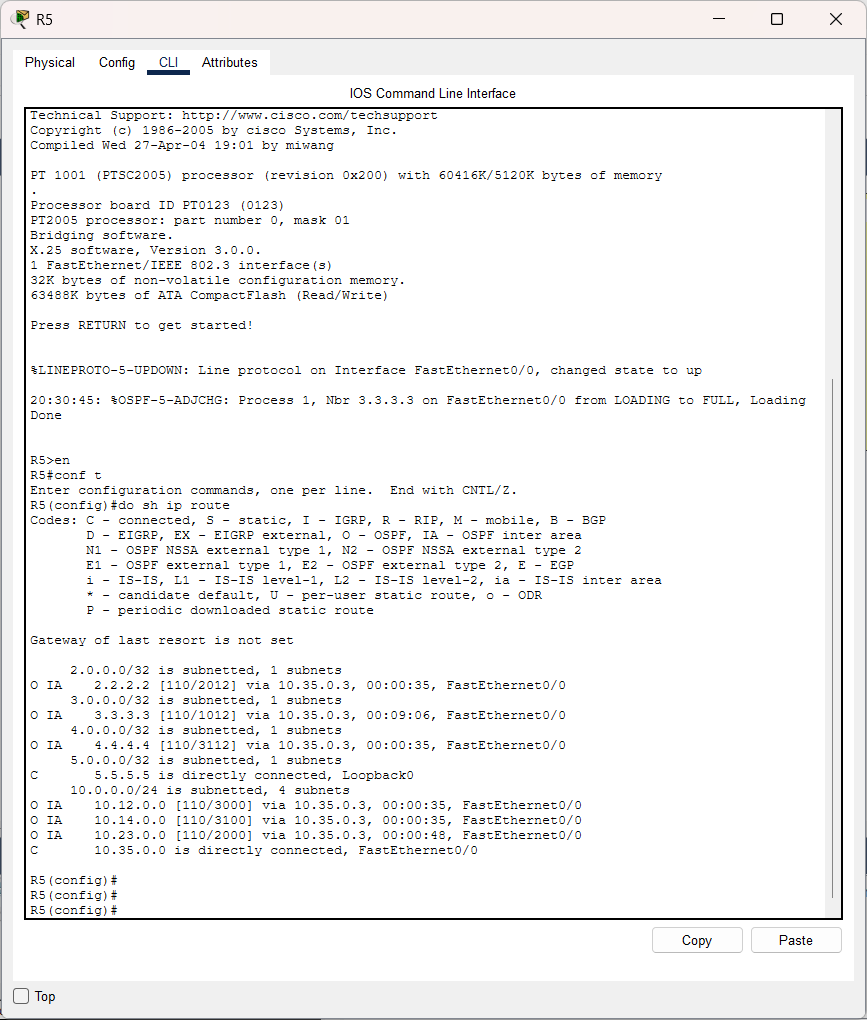 R5
Physical Config CLI Attributes
IOS Command Line Interface
Technical Support: http://www.cisco.com/techsupport
Copyright (c) 1986-2005 by cisco Systems, Inc.
Compiled Wed 27-Apr-04 19:01 by miwang
PT 1001 (PTSC2005) processor (revision 0x200) with 60416K/5120K bytes of memory
.
Processor board ID PT0123 (0123)
PT2005 processor: part number 0, mask 01
Bridging software.
X.25 software, Version 3.0.0.
1 FastEthernet/IEEE 802.3 interface(s)
32K bytes of non-volatile configuration memory.
63488K bytes of ATA CompactFlash (Read/Write)
Press RETURN to get started!
%LINEPROTO-5-UPDOWN: Line protocol on Interface FastEthernet0/0, changed state to up
20:30:45: %OSPF-5-ADJCHG: Process 1, Nbr 3.3.3.3 on FastEthernet0/0 from LOADING to FULL, Loading
Done
R5>en
R5#conf t
Enter configuration commands, one per line.  End with CNTL/Z.
R5(config)#do sh ip route
Codes: C - connected, S - static, I - IGRP, R - RIP, M - mobile, B - BGP
       D - EIGRP, EX - EIGRP external, O - OSPF, IA - OSPF inter area
       N1 - OSPF NSSA external type 1, N2 - OSPF NSSA external type 2
       E1 - OSPF external type 1, E2 - OSPF external type 2, E - EGP
       i - IS-IS, L1 - IS-IS level-1, L2 - IS-IS level-2, ia - IS-IS inter area
       * - candidate default, U - per-user static route, o - ODR
       P - periodic downloaded static route
Gateway of last resort is not set
     2.0.0.0/32 is subnetted, 1 subnets
O IA    2.2.2.2 [110/2012] via 10.35.0.3, 00:00:35, FastEthernet0/0
     3.0.0.0/32 is subnetted, 1 subnets
O IA    3.3.3.3 [110/1012] via 10.35.0.3, 00:09:06, FastEthernet0/0
     4.0.0.0/32 is subnetted, 1 subnets
O IA    4.4.4.4 [110/3112] via 10.35.0.3, 00:00:35, FastEthernet0/0
     5.0.0.0/32 is subnetted, 1 subnets
C       5.5.5.5 is directly connected, Loopback0
     10.0.0.0/24 is subnetted, 4 subnets
O IA    10.12.0.0 [110/3000] via 10.35.0.3, 00:00:35, FastEthernet0/0
O IA    10.14.0.0 [110/3100] via 10.35.0.3, 00:00:35, FastEthernet0/0
O IA    10.23.0.0 [110/2000] via 10.35.0.3, 00:00:48, FastEthernet0/0
C       10.35.0.0 is directly connected, FastEthernet0/0
R5(config)#
R5(config)#
R5(config)#
Copy Paste
Top